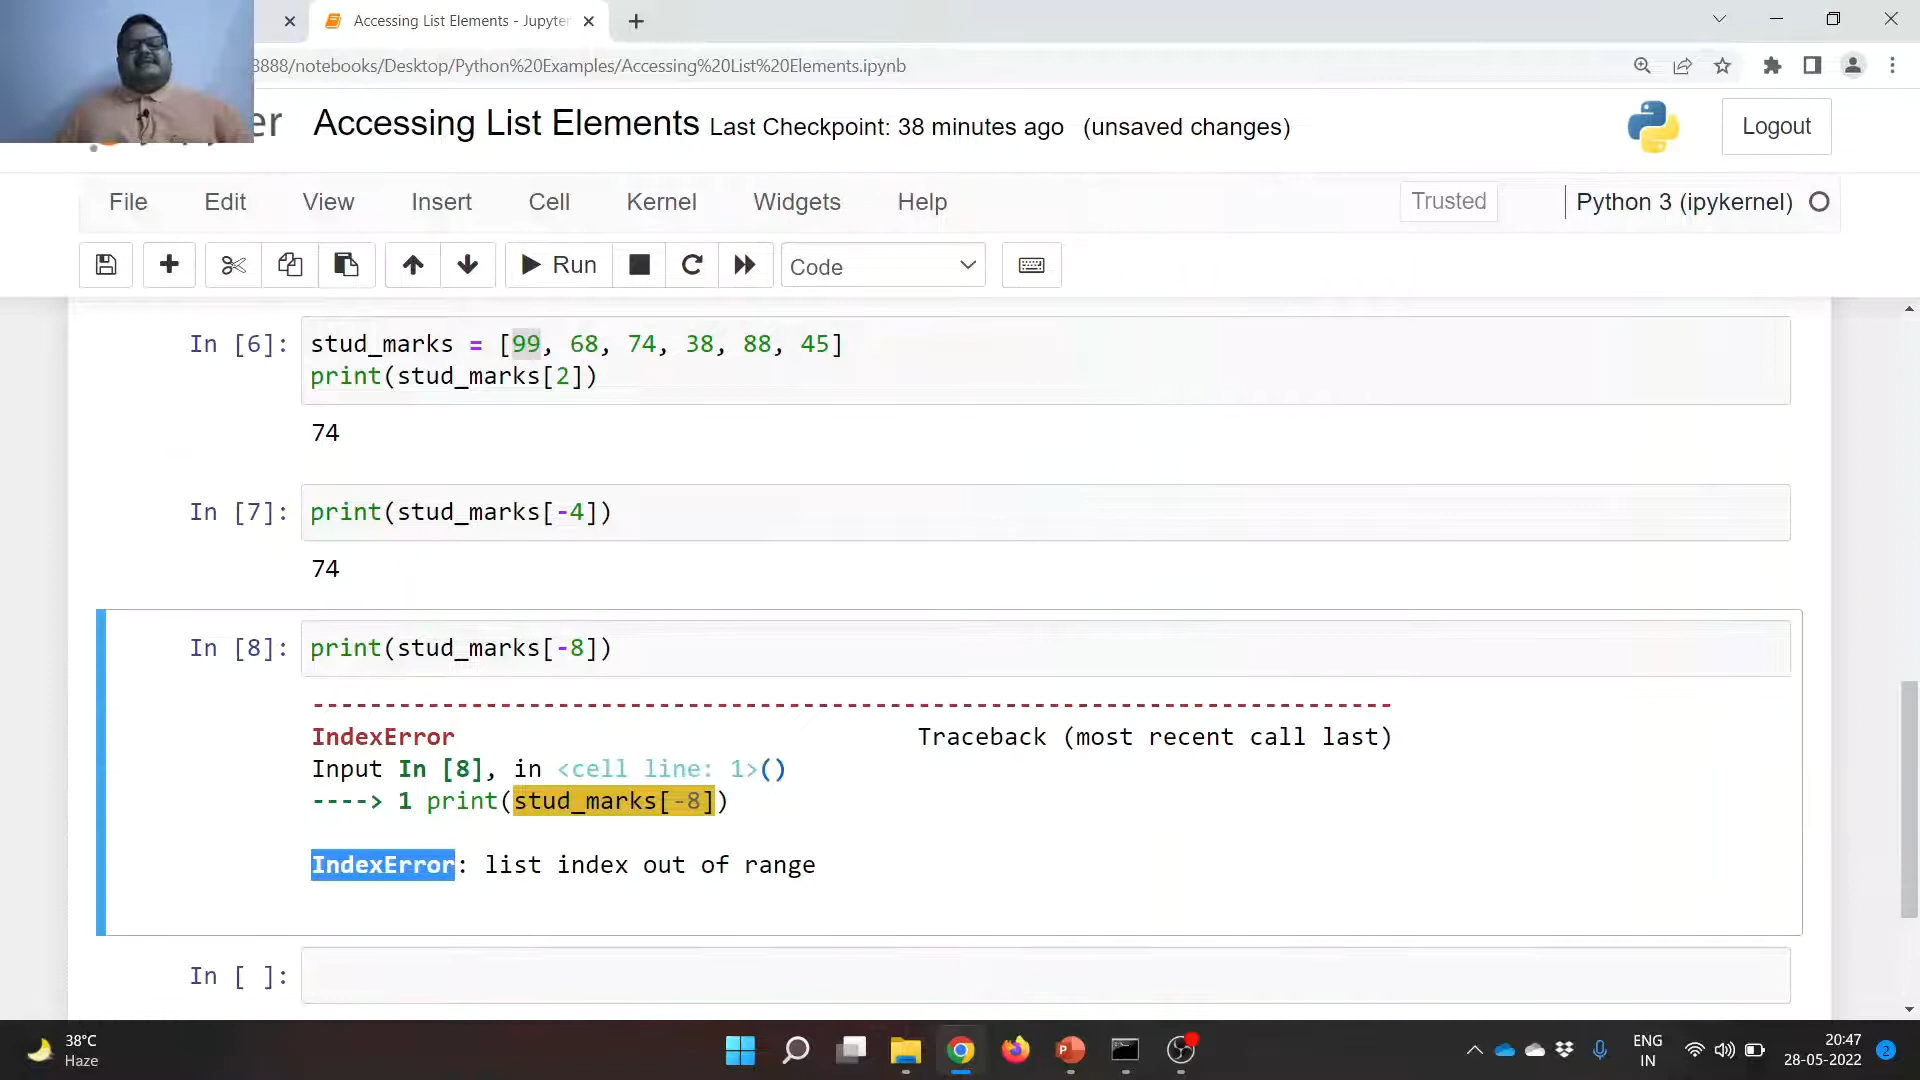 Accessing List Elements - Jupyter
8888/notebooks/Desktop/Python%20Examples/Accessing%20List%20Elements.ipynb
er Accessing List Elements Last Checkpoint: 38 minutes ago (unsaved changes)
Logout
File Edit View Insert Cell Kernel Widgets Help Trusted Python 3 (ipykernel)
Run Code
In [6]: stud_marks = [99, 68, 74, 38, 88, 45]
print(stud_marks[2])
74
In [7]: print(stud_marks[-4])
74
In [8]: print(stud_marks[-8])
---------------------------------------------------------------------------
IndexError Traceback (most recent call last)
Input In [8], in <cell line: 1>()
----> 1 print(stud_marks[-8])
IndexError: list index out of range
In [ ]:
38°C
Haze
ENG
IN
20:47
28-05-2022
2